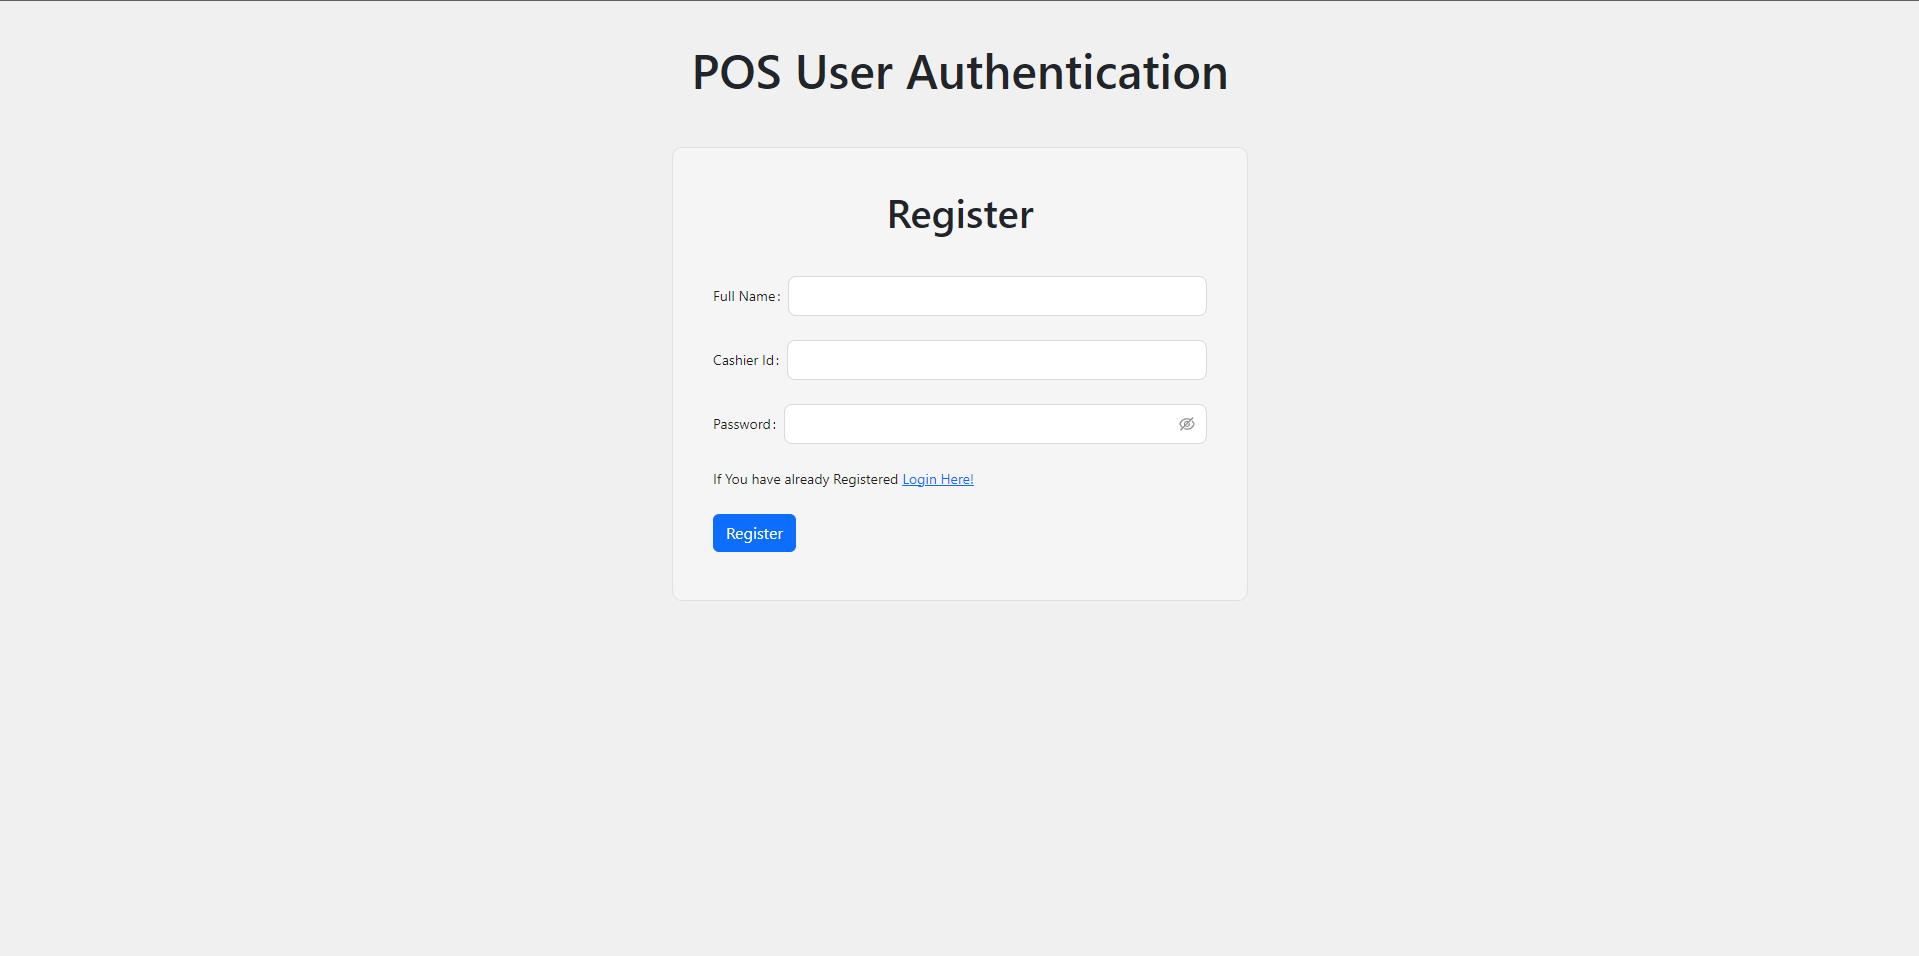 POS User Authentication
Register
Full Name:
Cashier Id:
Password:
If You have already Registered Login Here!
Register